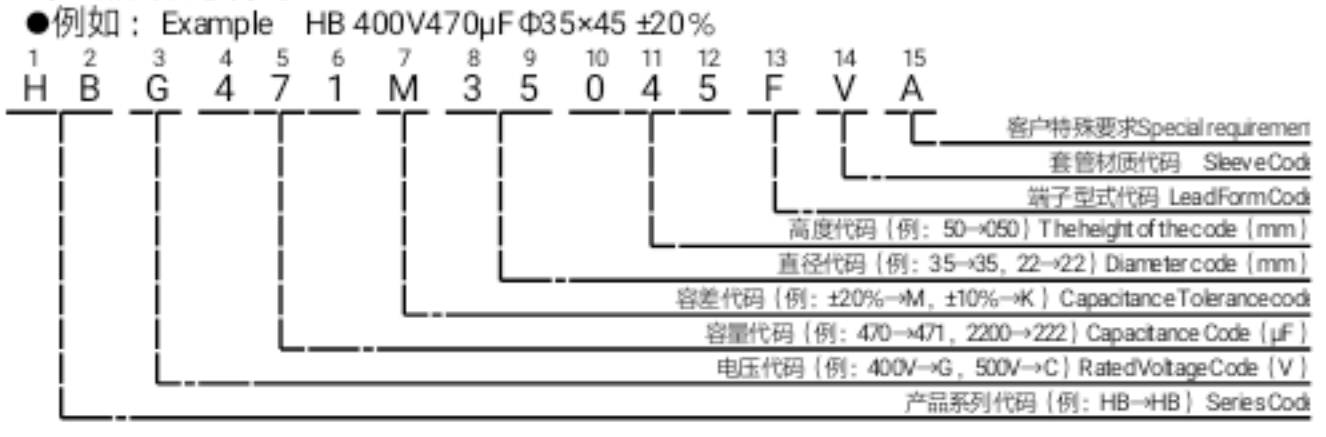 ●例如：Example HB 400V470μFΦ35×45 ±20%
1 2 3 4 5 6 7 8 9 10 11 12 13 14 15
H B G 4 7 1 M 3 5 0 4 5 F V A
客户特殊要求Special requiremen
套管材质代码 Sleeve Code
端子型式代码 Lead Form Code
高度代码（例：50→050）The height of the code（mm）
直径代码（例：35→35，22→22）Diameter code（mm）
容差代码（例：±20%→M，±10%→K）Capacitance Tolerance code
容量代码（例：470→471，2200→222）Capacitance Code（μF）
电压代码（例：400V→G，500V→C）Rated Voltage Code（V）
产品系列代码（例：HB→HB）Series Code